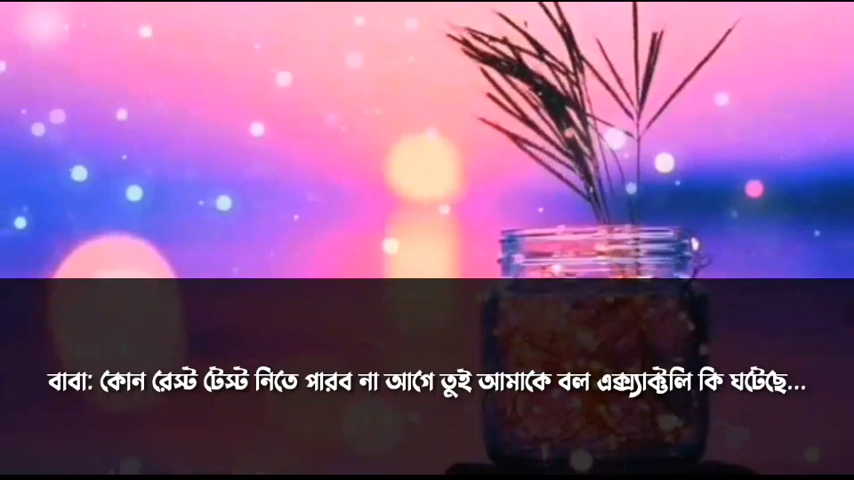 বাবা: কোন রেস্ট টেস্ট নিতে পারব না আগে তুই আমাকে বল এক্স্যাক্টলি কি ঘটেছে...